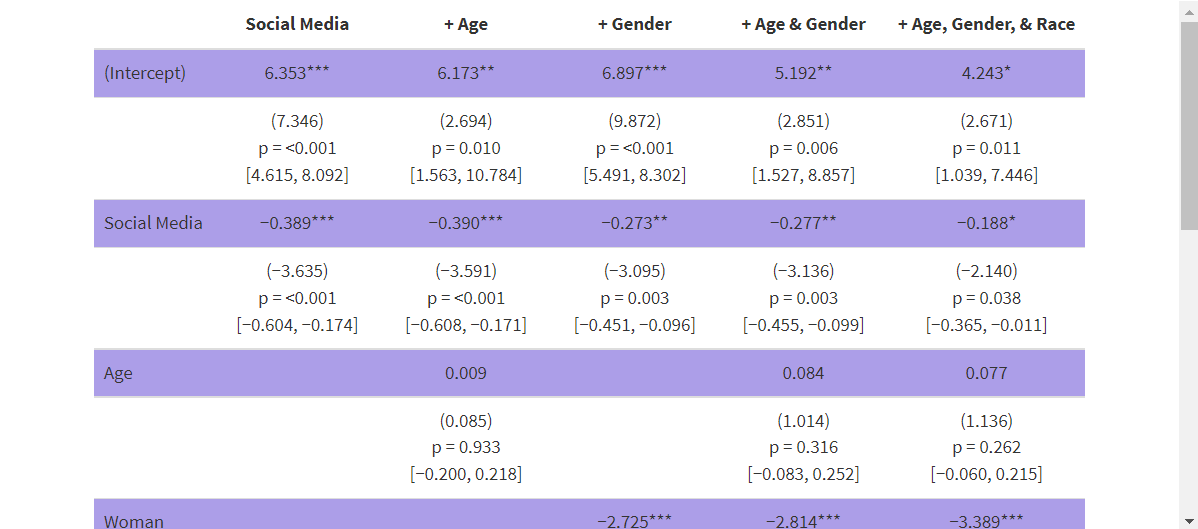 Social Media + Age + Gender + Age & Gender + Age, Gender, & Race
(Intercept) 6.353*** 6.173** 6.897*** 5.192** 4.243*
(7.346) (2.694) (9.872) (2.851) (2.671)
p = <0.001 p = 0.010 p = <0.001 p = 0.006 p = 0.011
[4.615, 8.092] [1.563, 10.784] [5.491, 8.302] [1.527, 8.857] [1.039, 7.446]
Social Media −0.389*** −0.390*** −0.273** −0.277** −0.188*
(−3.635) (−3.591) (−3.095) (−3.136) (−2.140)
p = <0.001 p = <0.001 p = 0.003 p = 0.003 p = 0.038
[−0.604, −0.174] [−0.608, −0.171] [−0.451, −0.096] [−0.455, −0.099] [−0.365, −0.011]
Age 0.009 0.084 0.077
(0.085) (1.014) (1.136)
p = 0.933 p = 0.316 p = 0.262
[−0.200, 0.218] [−0.083, 0.252] [−0.060, 0.215]
Woman −2.725*** −2.814*** −3.389***